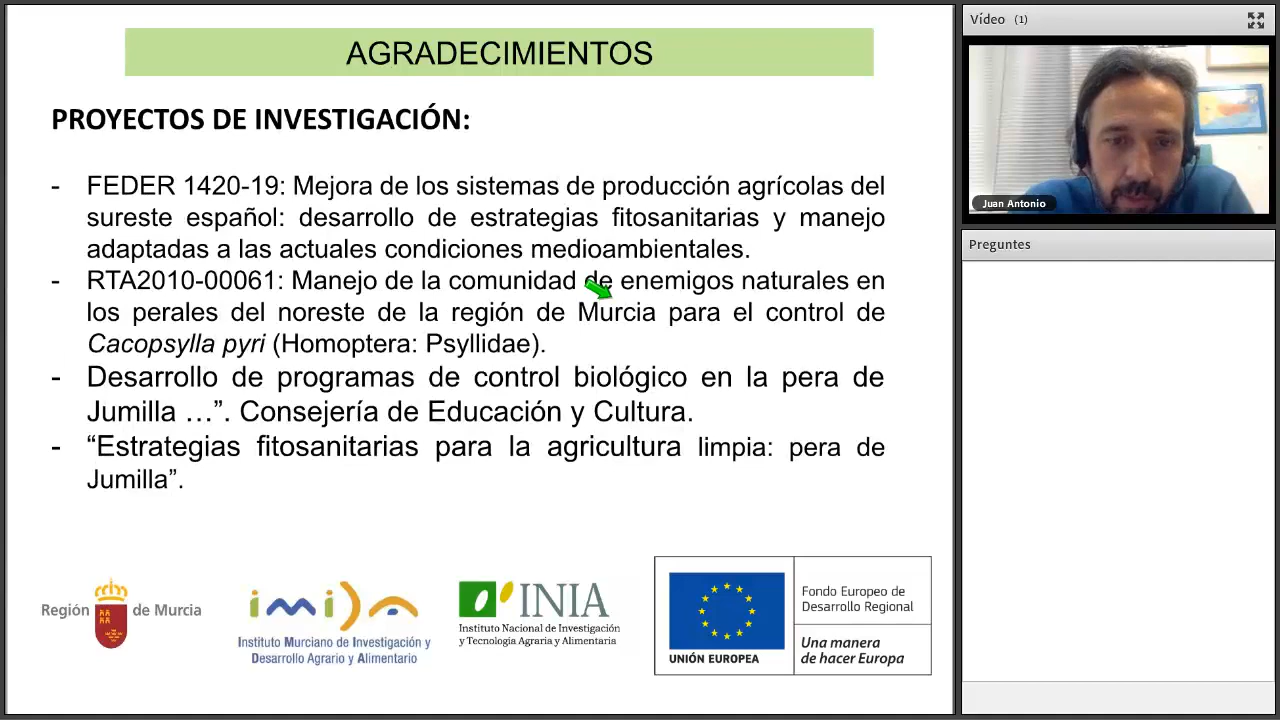 AGRADECIMIENTOS
PROYECTOS DE INVESTIGACIÓN:
- FEDER 1420-19: Mejora de los sistemas de producción agrícolas del
sureste español: desarrollo de estrategias fitosanitarias y manejo
adaptadas a las actuales condiciones medioambientales.
- RTA2010-00061: Manejo de la comunidad de enemigos naturales en
los perales del noreste de la región de Murcia para el control de
Cacopsylla pyri (Homoptera: Psyllidae).
- Desarrollo de programas de control biológico en la pera de
Jumilla …”. Consejería de Educación y Cultura.
- “Estrategias fitosanitarias para la agricultura limpia: pera de
Jumilla”.
Región de Murcia
imida
Instituto Murciano de Investigación y
Desarrollo Agrario y Alimentario
INIA
Instituto Nacional de Investigación
y Tecnología Agraria y Alimentaria
UNIÓN EUROPEA
Fondo Europeo de
Desarrollo Regional
Una manera
de hacer Europa
Vídeo (1)
Juan Antonio
Preguntes